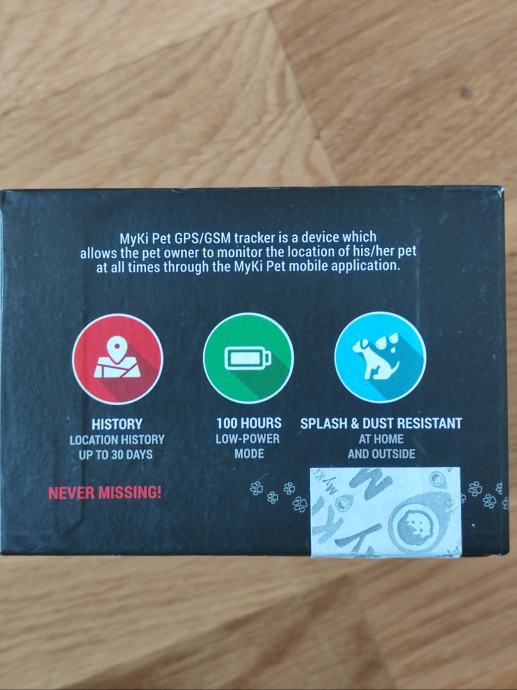 MyKi Pet GPS/GSM tracker is a device which
allows the pet owner to monitor the location of his/her pet
at all times through the MyKi Pet mobile application.
HISTORY
LOCATION HISTORY
UP TO 30 DAYS
100 HOURS
LOW-POWER
MODE
SPLASH & DUST RESISTANT
AT HOME
AND OUTSIDE
NEVER MISSING!
MyKi